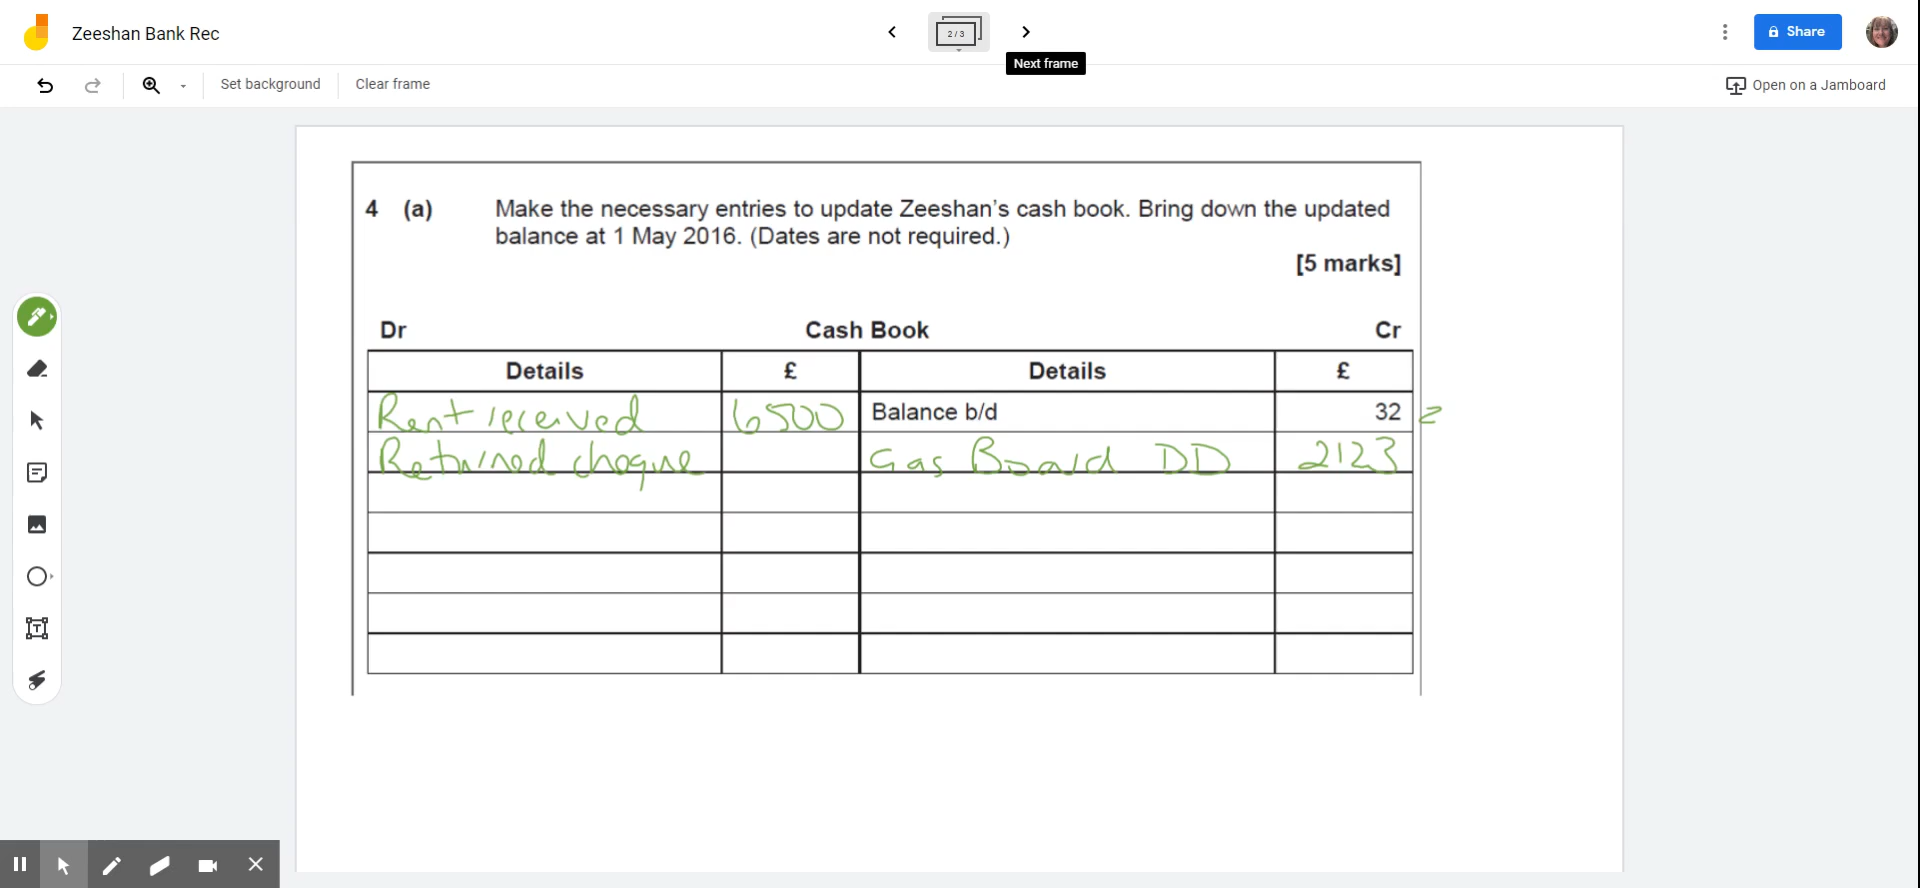 Zeeshan Bank Rec
2 / 3
Share
Next frame
Set background
Clear frame
Open on a Jamboard
4 (a) Make the necessary entries to update Zeeshan's cash book. Bring down the updated
balance at 1 May 2016. (Dates are not required.)
[5 marks]
Dr Cash Book Cr
Details £ Details £
Rent received 6500 Balance b/d 32 2
Returned cheque Gas Board DD 2123